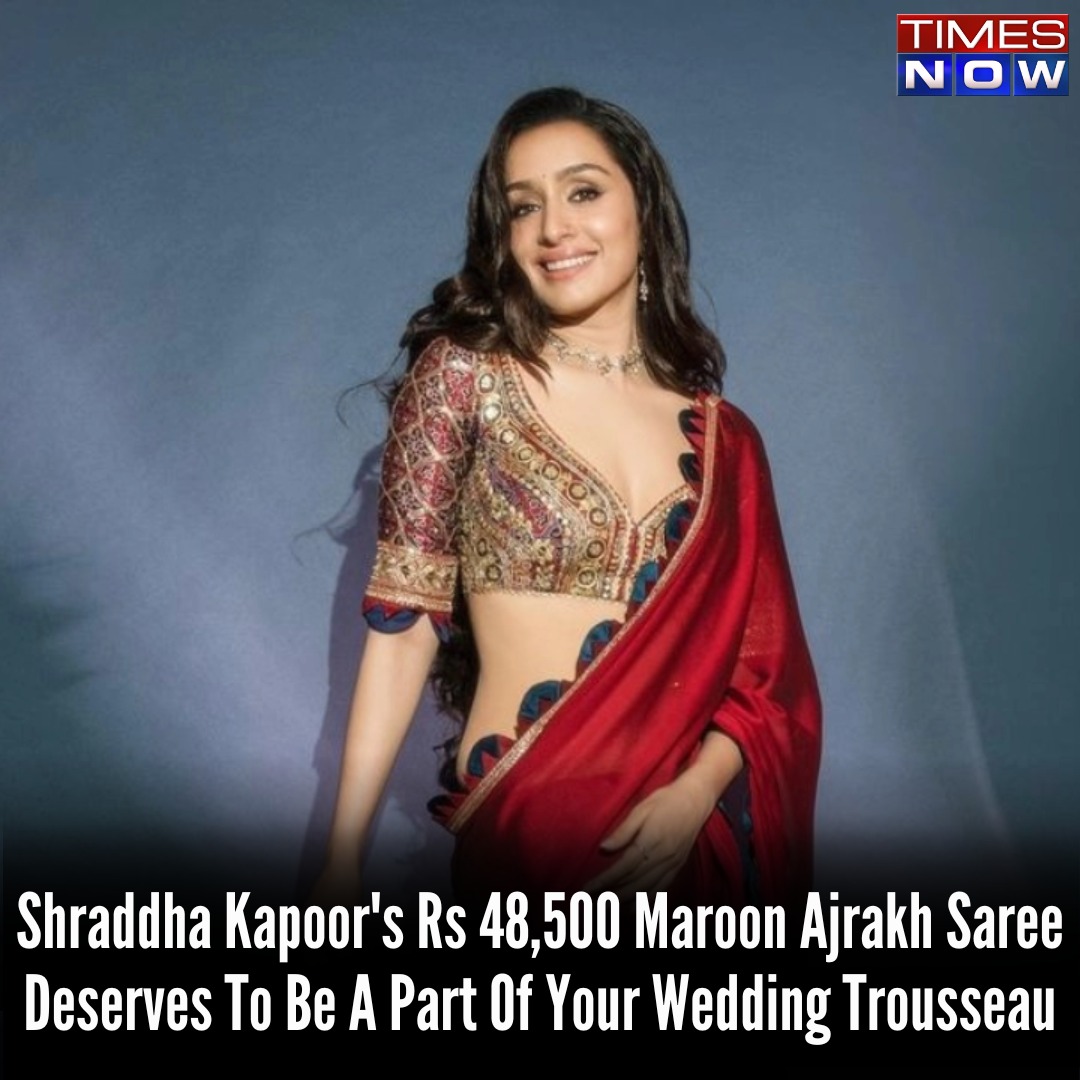 TIMES
NOW
Shraddha Kapoor's Rs 48,500 Maroon Ajrakh Saree
Deserves To Be A Part Of Your Wedding Trousseau